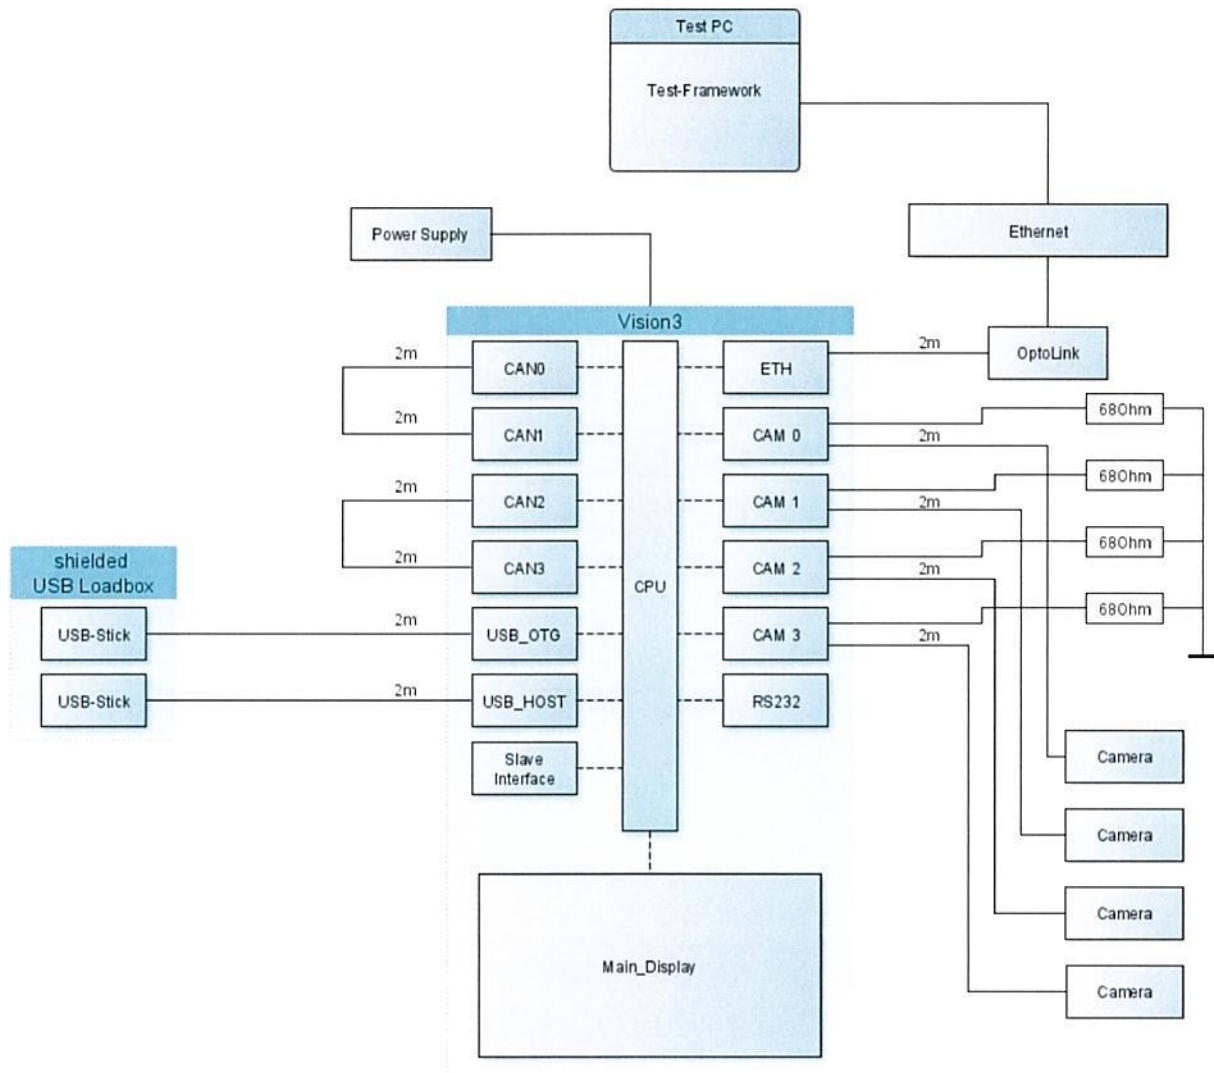 Test PC
Test-Framework
Power Supply
Ethernet
Vision3
OptoLink
2m
CAN0
ETH
2m
68Ohm
2m
CAN1
CAM 0
2m
68Ohm
2m
CAN2
CAM 1
2m
68Ohm
2m
CAN3
CAM 2
2m
CPU
shielded
USB Loadbox
68Ohm
USB-Stick
2m
USB_OTG
CAM 3
2m
USB-Stick
2m
USB_HOST
RS232
Slave
Interface
Camera
Camera
Camera
Camera
Main_Display